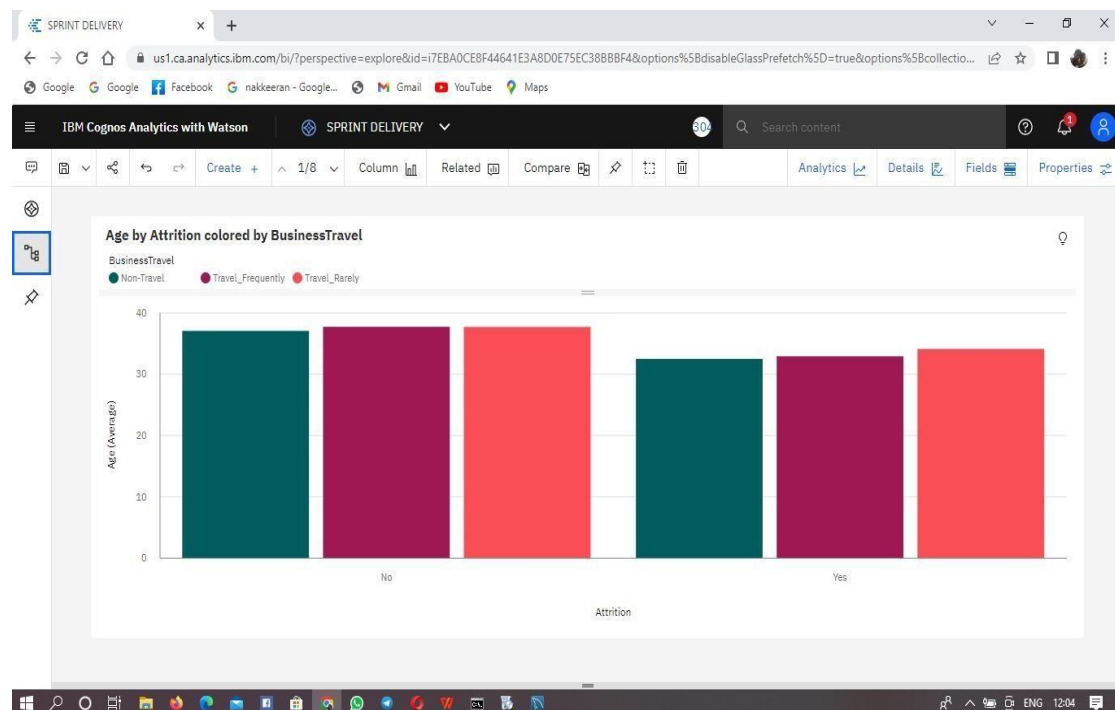 SPRINT DELIVERY
us1.ca.analytics.ibm.com/bi/?perspective=explore&id=i7EBA0CE8F44641E3A8D0E75EC38BBBF4&options%5BdisableGlassPrefetch%5D=true&options%5Bcollectio...
Google Google Facebook nakkeeran - Google... Gmail YouTube Maps
IBM Cognos Analytics with Watson SPRINT DELIVERY 304 Search content 1
Create + 1/8 Column Related Compare Analytics Details Fields Properties
Age by Attrition colored by BusinessTravel
BusinessTravel
Non-Travel Travel_Frequently Travel_Rarely
40
30
20
10
0
Age (Average)
No Yes
Attrition
ENG 12:04